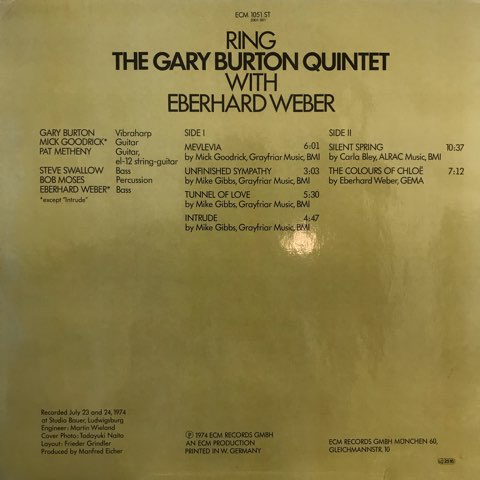 ECM 1051 ST
RING
THE GARY BURTON QUINTET
WITH
EBERHARD WEBER
GARY BURTON Vibraharp
MICK GOODRICK* Guitar
PAT METHENY Guitar,
el-12 string-guitar
STEVE SWALLOW Bass
BOB MOSES Percussion
EBERHARD WEBER* Bass
*except "Intrude"
SIDE I
MEVLEVIA 6:01
by Mick Goodrick, Grayfriar Music, BMI
UNFINISHED SYMPATHY 3:03
by Mike Gibbs, Grayfriar Music, BMI
TUNNEL OF LOVE 5:30
by Mike Gibbs, Grayfriar Music, BMI
INTRUDE 4:47
by Mike Gibbs, Grayfriar Music, BMI
SIDE II
SILENT SPRING 10:37
by Carla Bley, ALRAC Music, BMI
THE COLOURS OF CHLOË 7:12
by Eberhard Weber, GEMA
Recorded July 23 and 24, 1974
at Studio Bauer, Ludwigsburg
Engineer: Martin Wieland
Cover Photo: Tadayuki Naito
Layout: Frieder Grindler
Produced by Manfred Eicher
℗ 1974 ECM RECORDS GMBH
AN ECM PRODUCTION
PRINTED IN W. GERMANY
ECM RECORDS GMBH MÜNCHEN 60,
GLEICHMANNSTR. 10